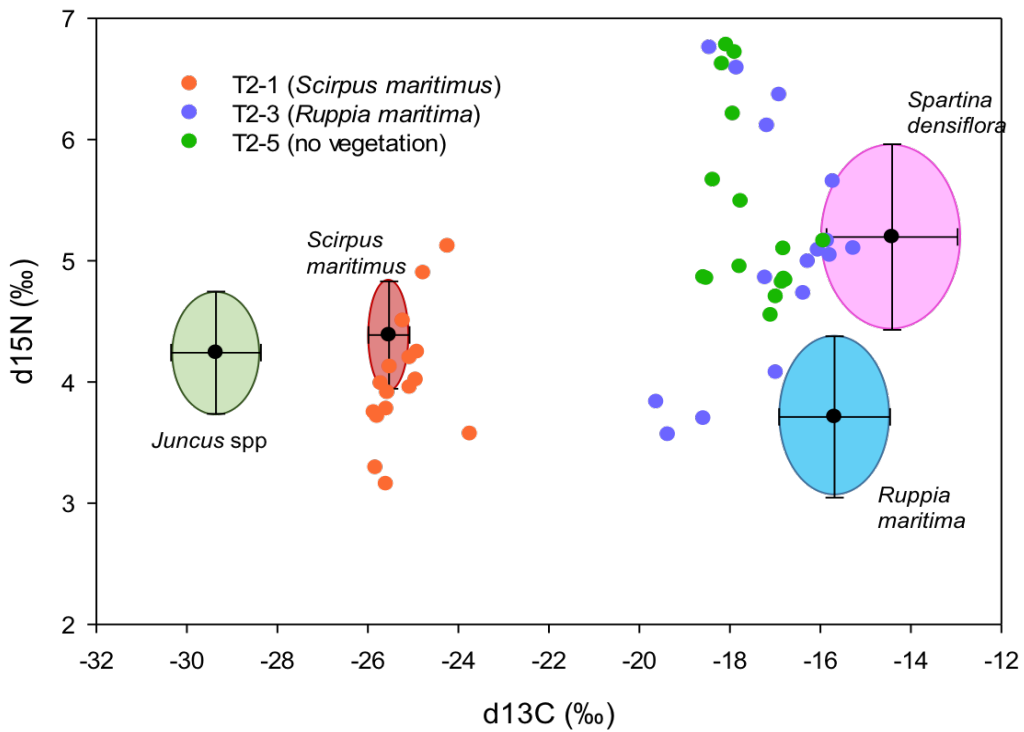 7
6
5
4
3
2
d15N (‰)
T2-1 (Scirpus maritimus)
T2-3 (Ruppia maritima)
T2-5 (no vegetation)
Spartina
densiflora
Scirpus
maritimus
Juncus spp
Ruppia
maritima
-32 -30 -28 -26 -24 -22 -20 -18 -16 -14 -12
d13C (‰)